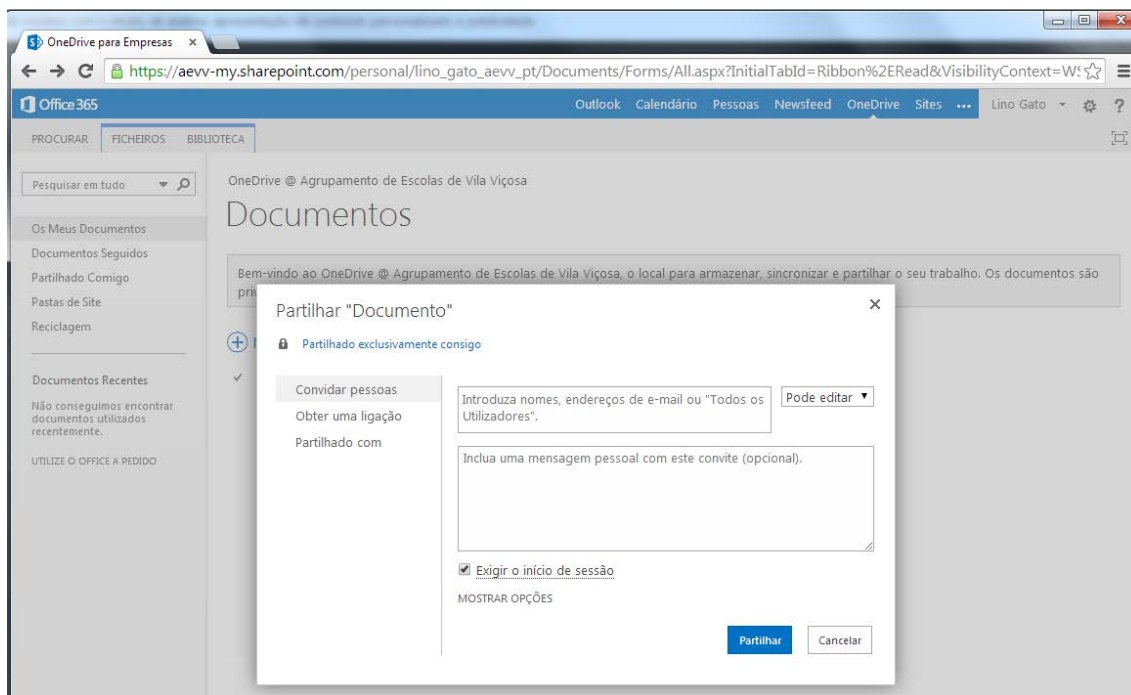 OneDrive para Empresas
https://aevv-my.sharepoint.com/personal/lino_gato_aevv_pt/Documents/Forms/All.aspx?InitialTabId=Ribbon%2ERead&VisibilityContext=WS
Office 365
Outlook Calendário Pessoas Newsfeed OneDrive Sites ... Lino Gato ?
PROCURAR FICHEIROS BIBLIOTECA
Pesquisar em tudo
OneDrive @ Agrupamento de Escolas de Vila Viçosa
Documentos
Os Meus Documentos
Documentos Seguidos
Partilhado Comigo
Pastas de Site
Reciclagem
Documentos Recentes
Não conseguimos encontrar
documentos utilizados
recentemente.
UTILIZE O OFFICE A PEDIDO
Bem-vindo ao OneDrive @ Agrupamento de Escolas de Vila Viçosa, o local para armazenar, sincronizar e partilhar o seu trabalho. Os documentos são
Partilhar "Documento"
Partilhado exclusivamente consigo
Convidar pessoas
Obter uma ligação
Partilhado com
Introduza nomes, endereços de e-mail ou "Todos os
Utilizadores".
Pode editar
Inclua uma mensagem pessoal com este convite (opcional).
Exigir o início de sessão
MOSTRAR OPÇÕES
Partilhar Cancelar